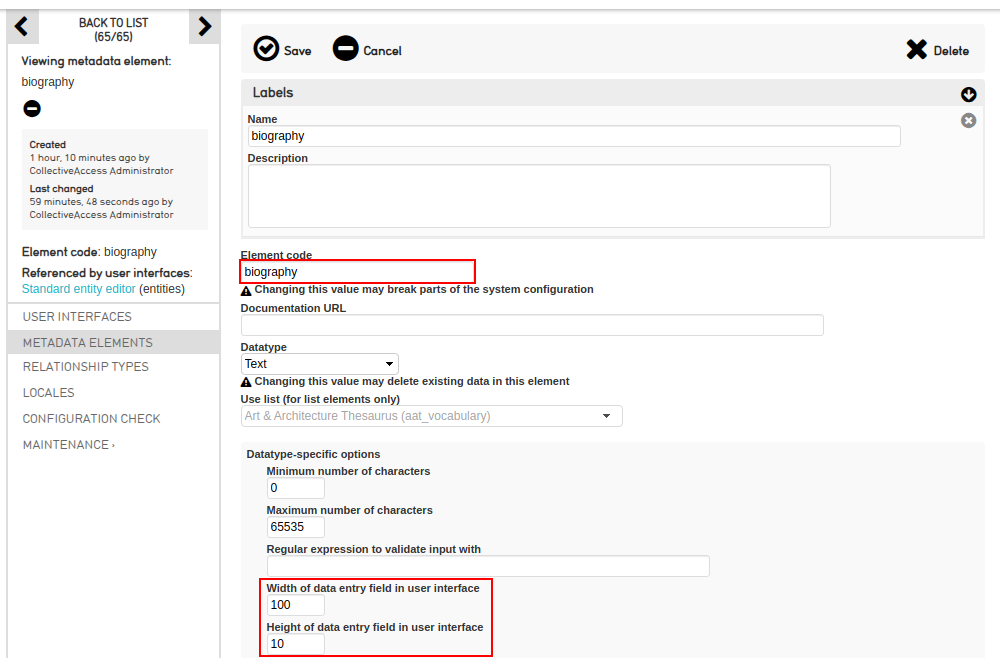 BACK TO LIST
(65/65)
Viewing metadata element:
biography
Created
1 hour, 10 minutes ago by
CollectiveAccess Administrator
Last changed
59 minutes, 48 seconds ago by
CollectiveAccess Administrator
Element code: biography
Referenced by user interfaces:
Standard entity editor (entities)
USER INTERFACES
METADATA ELEMENTS
RELATIONSHIP TYPES
LOCALES
CONFIGURATION CHECK
MAINTENANCE ›
Save Cancel Delete
Labels
Name
biography
Description
Element code
biography
Changing this value may break parts of the system configuration
Documentation URL
Datatype
Text
Changing this value may delete existing data in this element
Use list (for list elements only)
Art & Architecture Thesaurus (aat_vocabulary)
Datatype-specific options
Minimum number of characters
0
Maximum number of characters
65535
Regular expression to validate input with
Width of data entry field in user interface
100
Height of data entry field in user interface
10